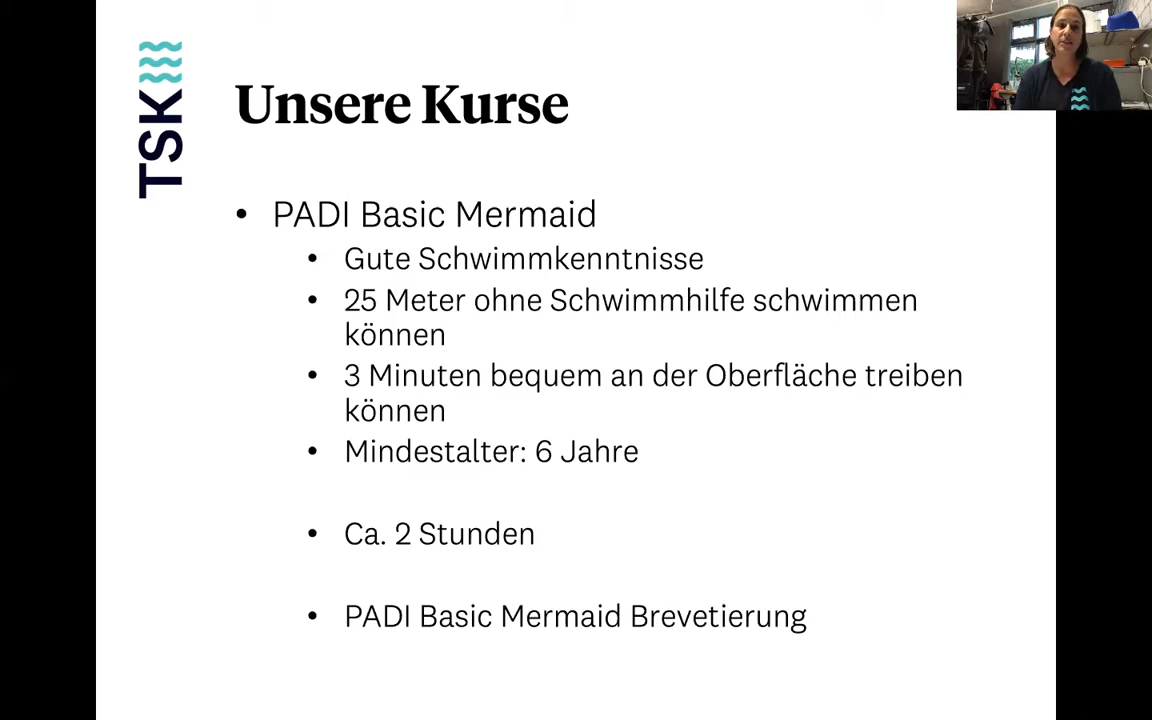 TSK
Unsere Kurse
• PADI Basic Mermaid
• Gute Schwimmkenntnisse
• 25 Meter ohne Schwimmhilfe schwimmen
können
• 3 Minuten bequem an der Oberfläche treiben
können
• Mindestalter: 6 Jahre
• Ca. 2 Stunden
• PADI Basic Mermaid Brevetierung